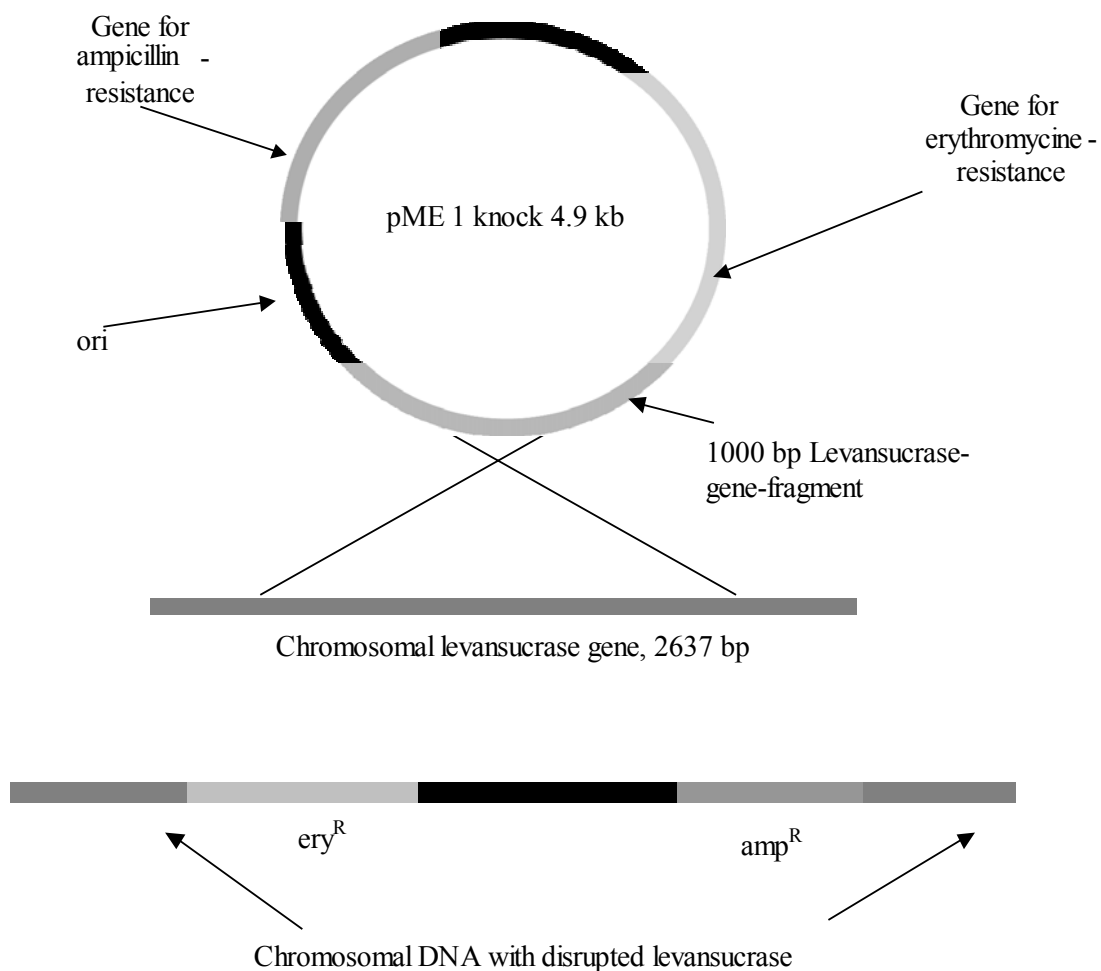 Gene for
ampicillin -
resistance
Gene for
erythromycine -
resistance
pME 1 knock 4.9 kb
ori
1000 bp Levansucrase-
gene-fragment
Chromosomal levansucrase gene, 2637 bp
ery^R
amp^R
Chromosomal DNA with disrupted levansucrase